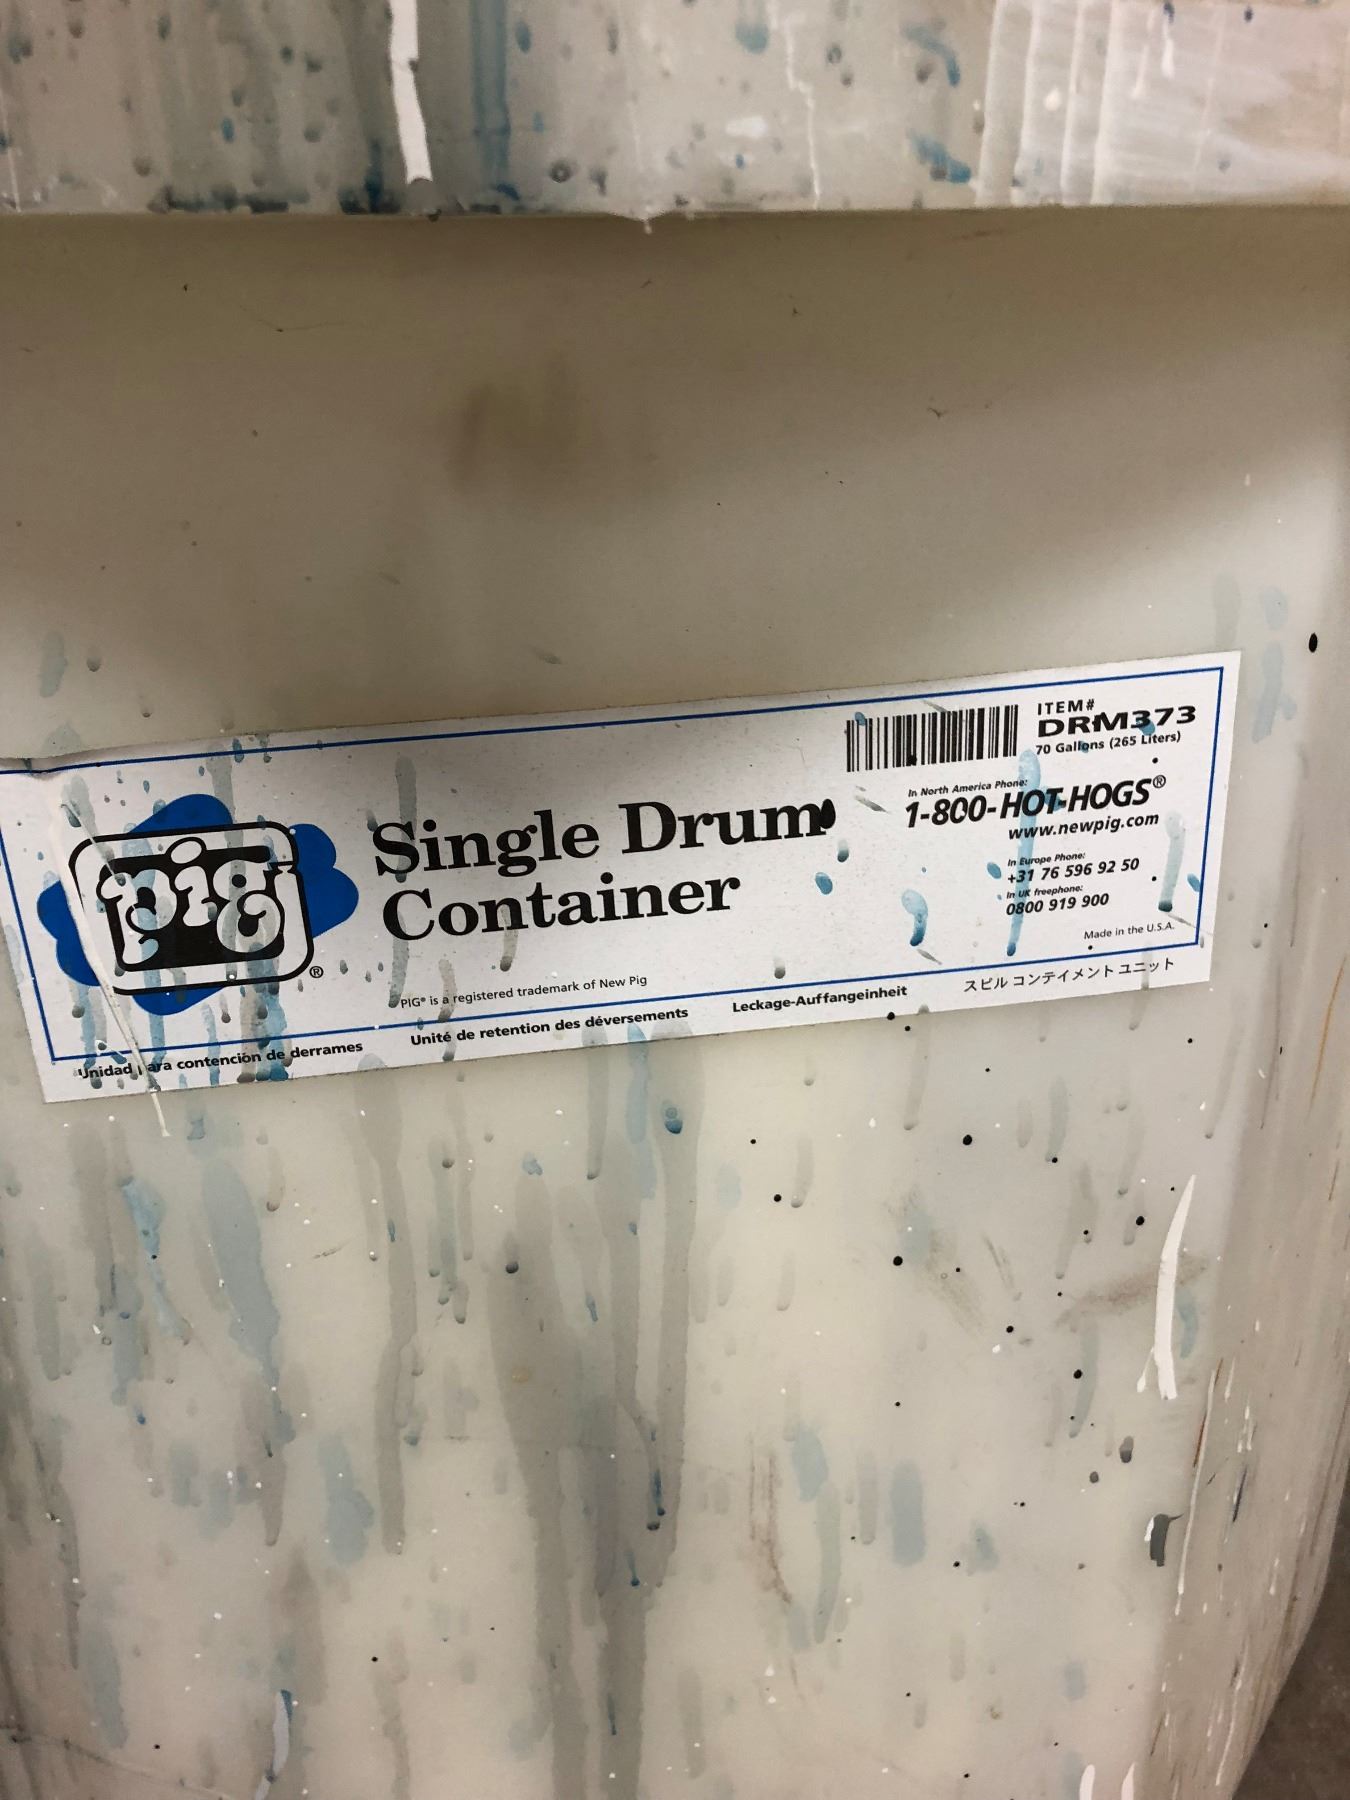 pig®
Single Drum
Container
PIG® is a registered trademark of New Pig
ITEM#
DRM373
70 Gallons (265 Liters)
In North America Phone:
1-800-HOT-HOGS®
www.newpig.com
In Europe Phone:
+31 76 596 92 50
In UK freephone:
0800 919 900
Made in the U.S.A.
Unidad para contención de derrames
Unité de retention des déversements
Leckage-Auffangeinheit
スピル コンテイメント ユニット